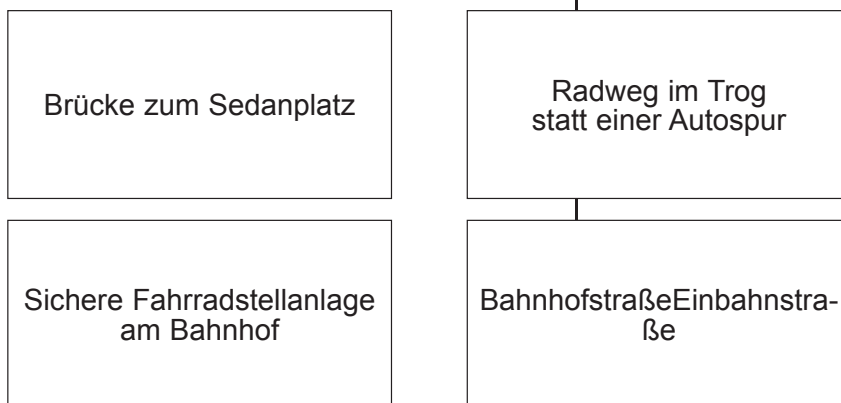 Brücke zum Sedanplatz
Radweg im Trog
statt einer Autospur
Sichere Fahrradstellanlage
am Bahnhof
BahnhofstraßeEinbahnstra-
ße